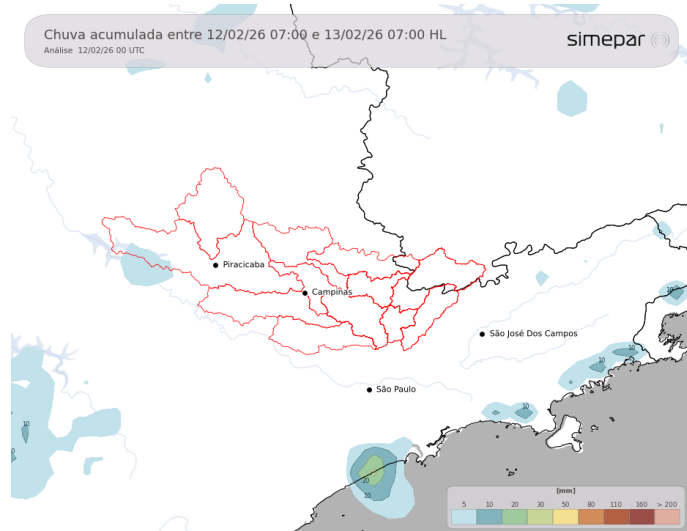 Chuva acumulada entre 12/02/26 07:00 e 13/02/26 07:00 HL
Análise 12/02/26 00 UTC
simepar
Piracicaba
Campinas
10
São José Dos Campos
10
10
São Paulo
10
10
20
10
[mm]
5 10 20 30 50 80 110 160 > 200